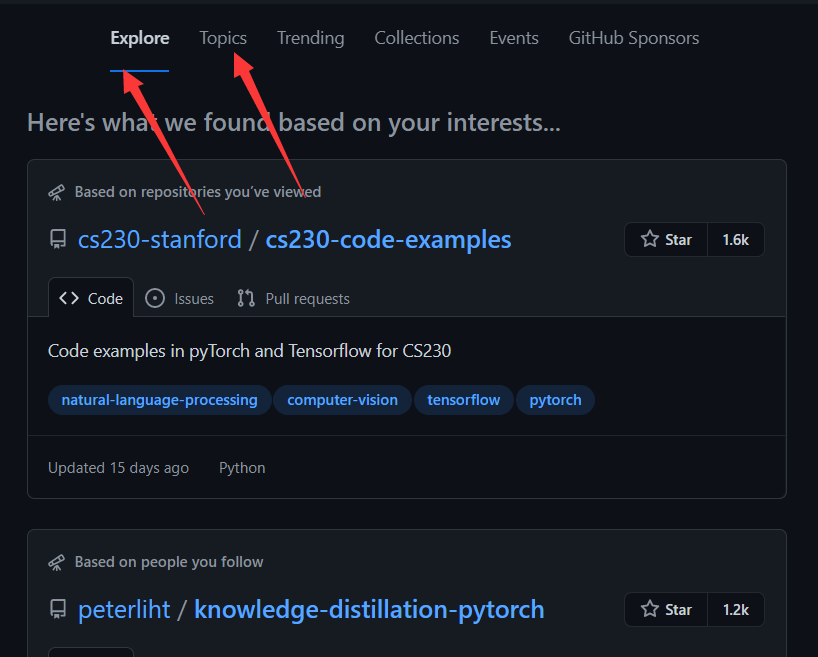 Explore Topics Trending Collections Events GitHub Sponsors
Here's what we found based on your interests...
Based on repositories you've viewed
cs230-stanford / cs230-code-examples Star 1.6k
Code Issues Pull requests
Code examples in pyTorch and Tensorflow for CS230
natural-language-processing computer-vision tensorflow pytorch
Updated 15 days ago Python
Based on people you follow
peterliht / knowledge-distillation-pytorch Star 1.2k